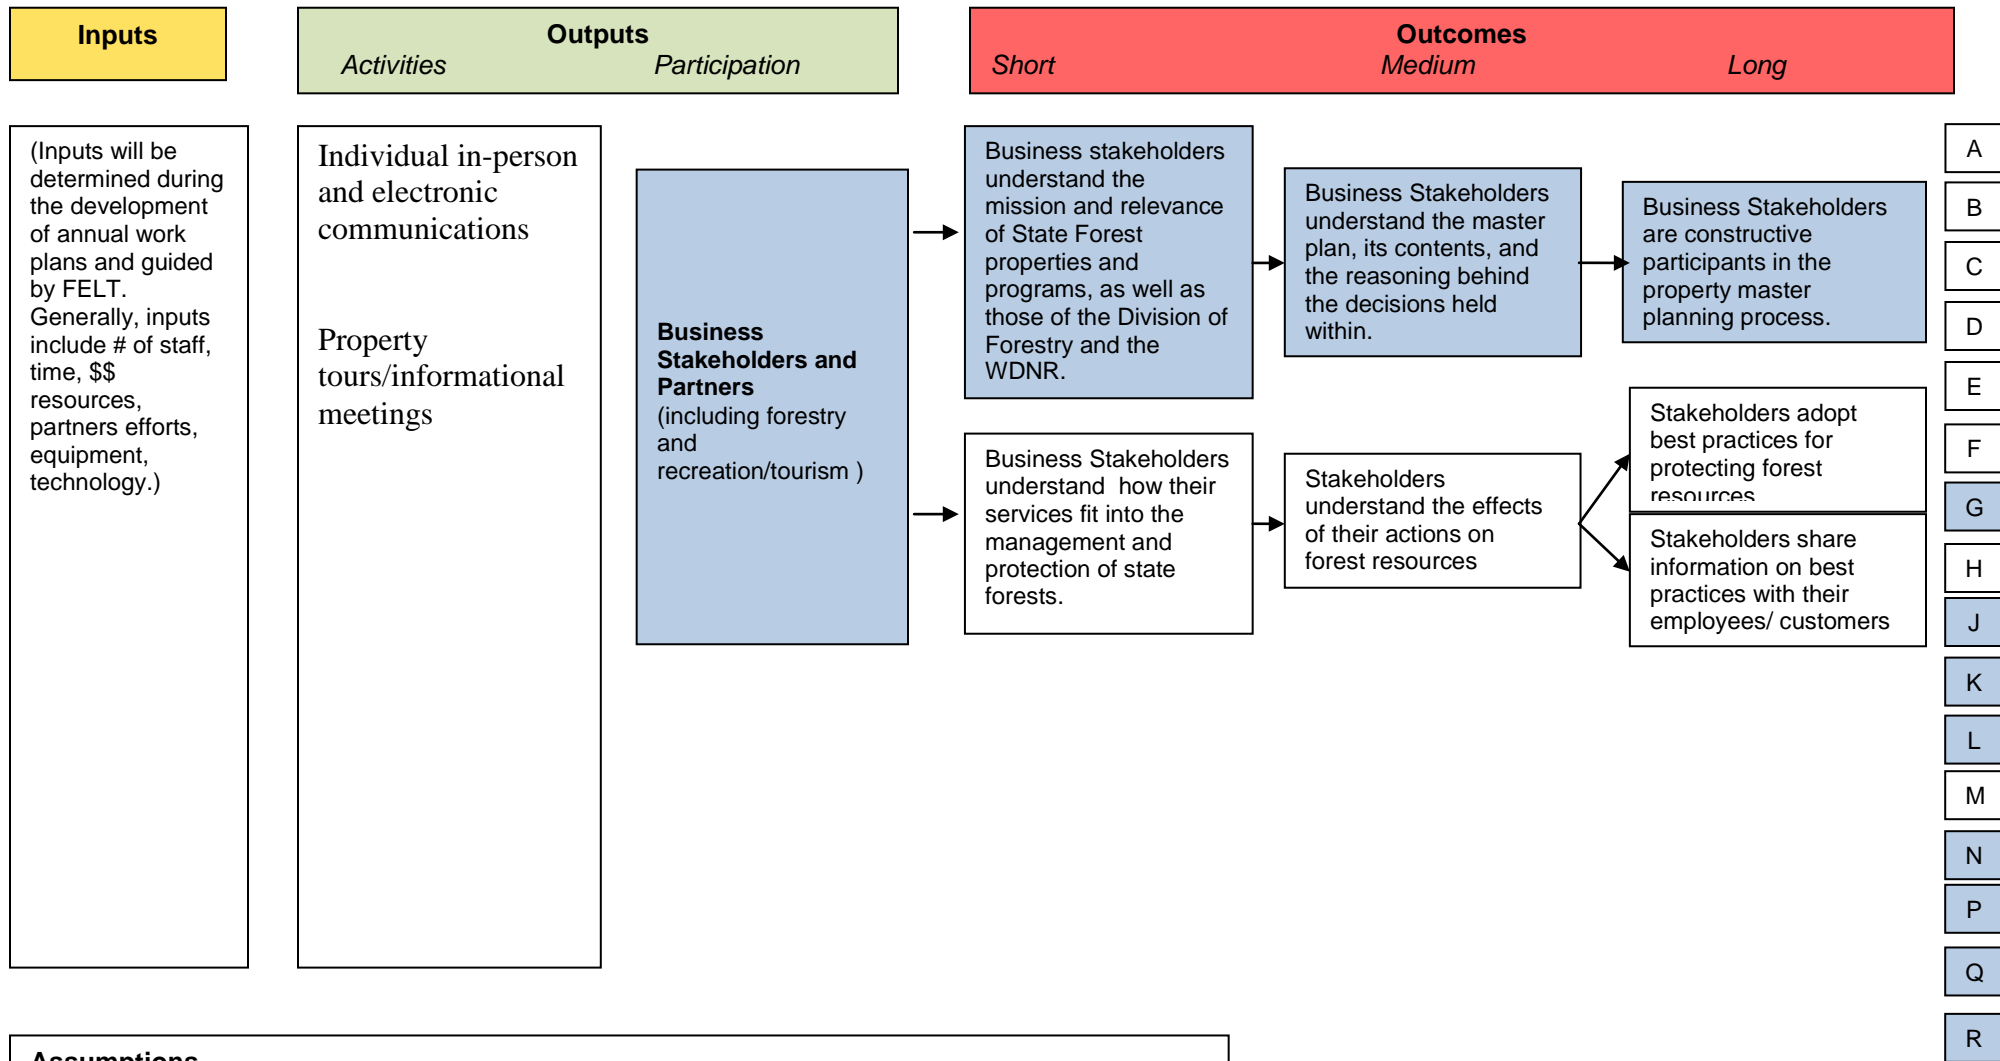 Inputs
Outputs
Activities Participation
Outcomes
Short Medium Long
(Inputs will be
determined during
the development
of annual work
plans and guided
by FELT.
Generally, inputs
include # of staff,
time, $$
resources,
partners efforts,
equipment,
technology.)
Individual in-person
and electronic
communications
Property
tours/informational
meetings
Business
Stakeholders and
Partners
(including forestry
and
recreation/tourism )
Business stakeholders
understand the
mission and relevance
of State Forest
properties and
programs, as well as
those of the Division of
Forestry and the
WDNR.
Business Stakeholders
understand the master
plan, its contents, and
the reasoning behind
the decisions held
within.
Business Stakeholders
are constructive
participants in the
property master
planning process.
Business Stakeholders
understand how their
services fit into the
management and
protection of state
forests.
Stakeholders
understand the effects
of their actions on
forest resources
Stakeholders adopt
best practices for
protecting forest
resources
Stakeholders share
information on best
practices with their
employees/ customers
A
B
C
D
E
F
G
H
J
K
L
M
N
P
Q
R
Assumptions